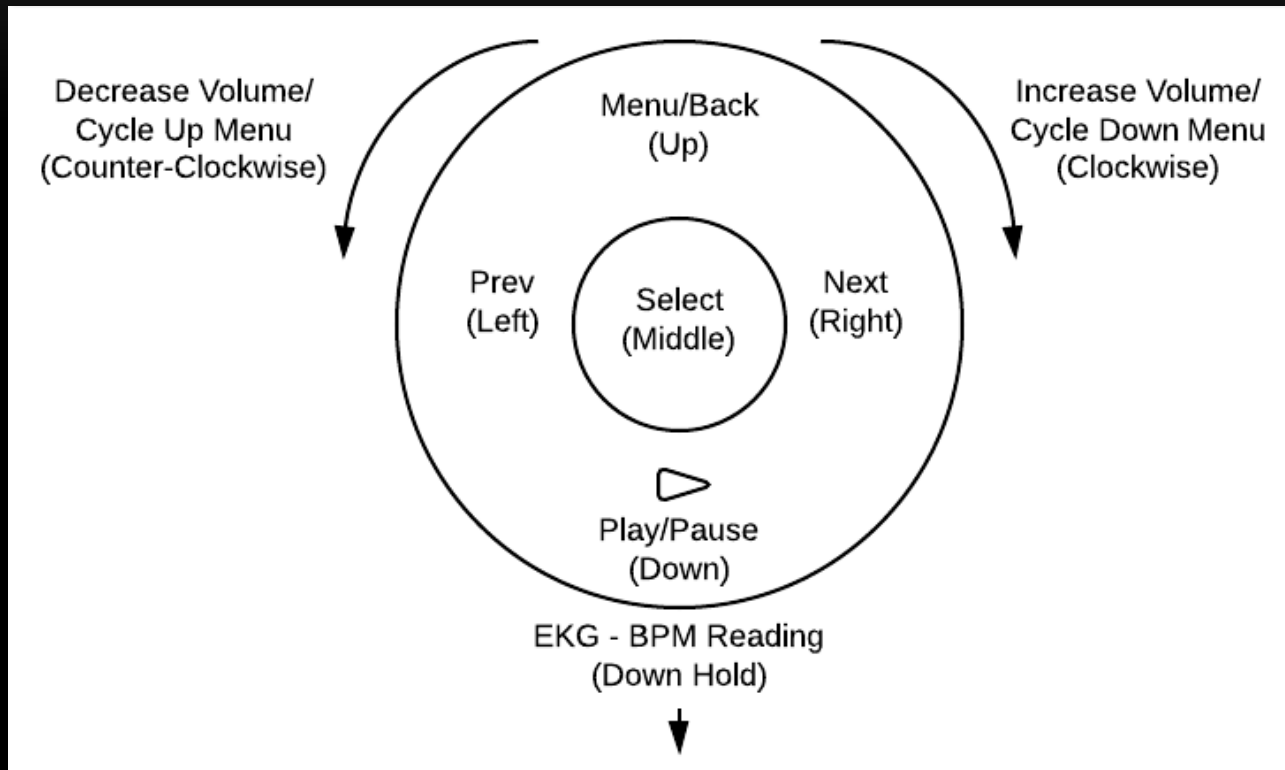 Decrease Volume/
Cycle Up Menu
(Counter-Clockwise)
Menu/Back
(Up)
Increase Volume/
Cycle Down Menu
(Clockwise)
Prev
(Left)
Select
(Middle)
Next
(Right)
Play/Pause
(Down)
EKG - BPM Reading
(Down Hold)